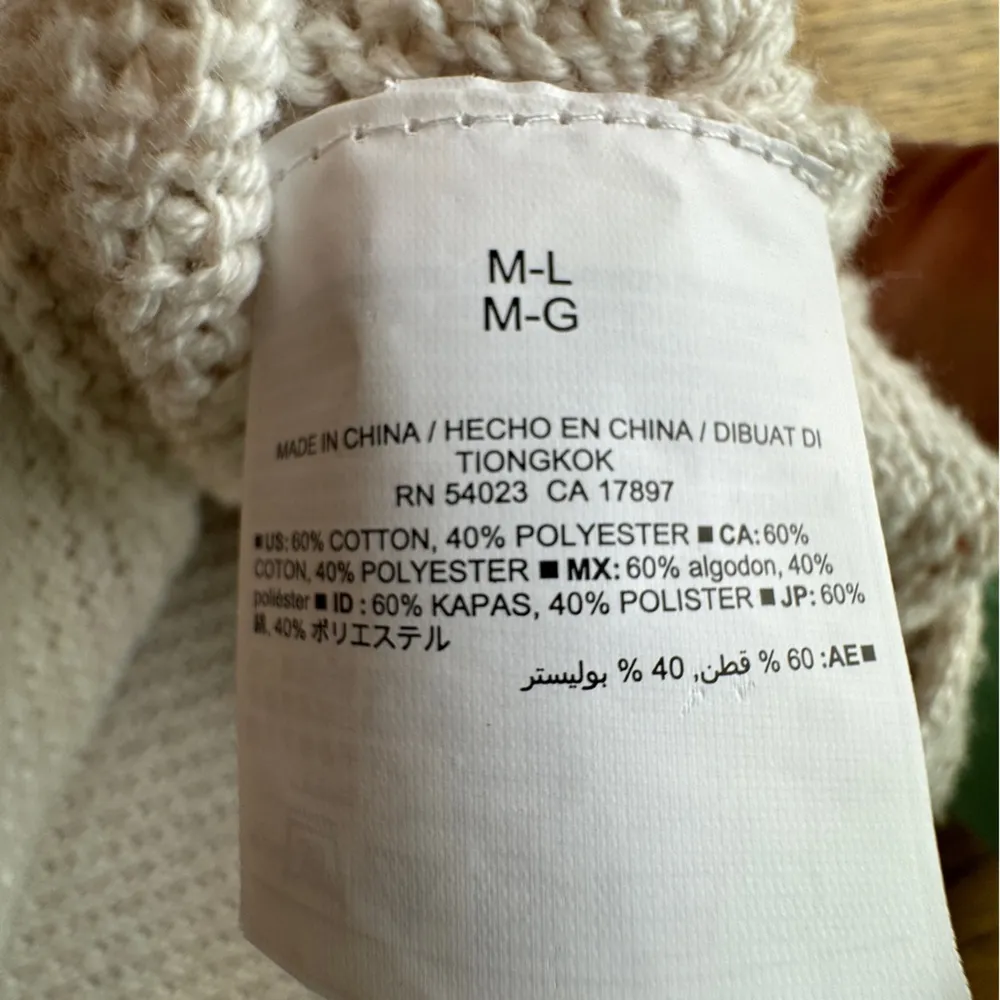 M-L
M-G
MADE IN CHINA / HECHO EN CHINA / DIBUAT DI
TIONGKOK
RN 54023 CA 17897
■US: 60% COTTON, 40% POLYESTER ■ CA: 60%
COTON, 40% POLYESTER ■ MX: 60% algodon, 40%
poliéster ■ ID : 60% KAPAS, 40% POLISTER ■ JP: 60%
綿, 40% ポリエステル
■AE: 60 % قطن, 40 % بوليستر